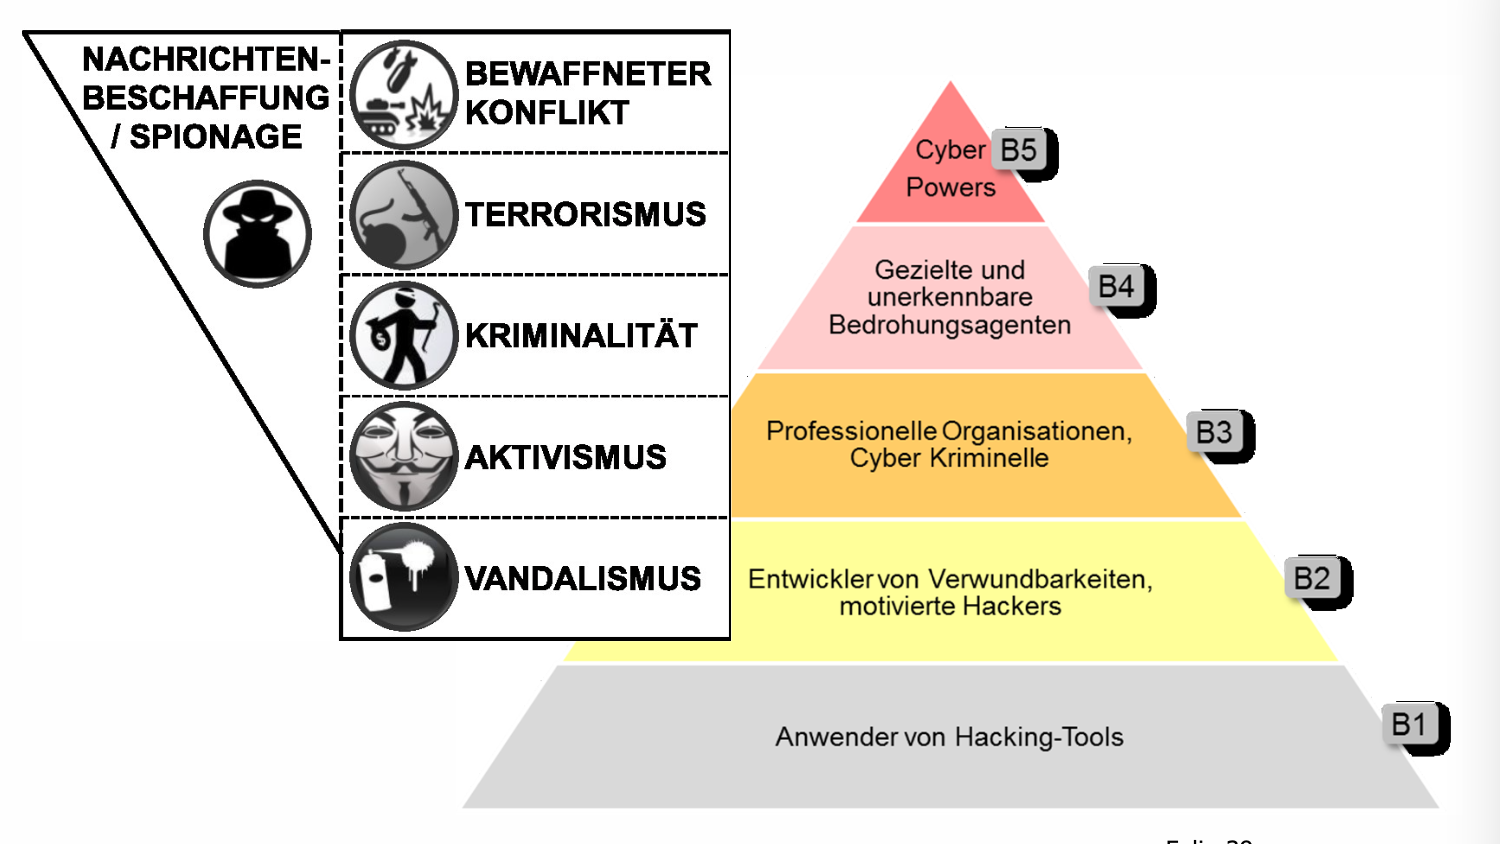 NACHRICHTEN-
BESCHAFFUNG
/ SPIONAGE
BEWAFFNETER
KONFLIKT
TERRORISMUS
KRIMINALITÄT
AKTIVISMUS
VANDALISMUS
Cyber
Powers
B5
Gezielte und
unerkennbare
Bedrohungsagenten
B4
Professionelle Organisationen,
Cyber Kriminelle
B3
Entwickler von Verwundbarkeiten,
motivierte Hackers
B2
Anwender von Hacking-Tools
B1